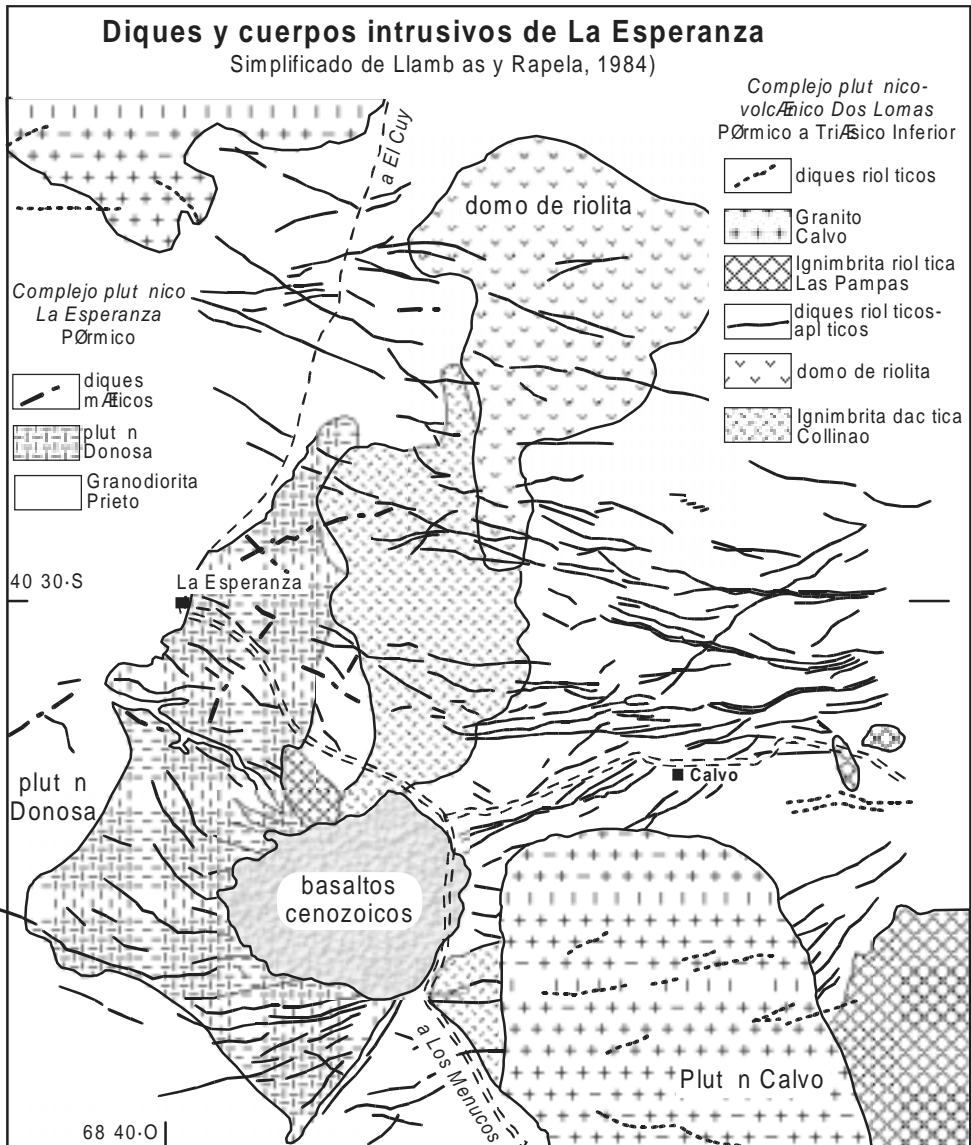 Diques y cuerpos intrusivos de La Esperanza
Simplificado de Llamb as y Rapela, 1984)
Complejo plut nico-
volcÆnico Dos Lomas
PØrmico a TriÆsico Inferior
diques riol ticos
Granito
Calvo
Ignimbrita riol tica
Las Pampas
diques riol ticos-
apl ticos
domo de riolita
Ignimbrita dac tica
Collinao
a El Cuy
domo de riolita
Complejo plut nico
La Esperanza
PØrmico
diques
mÆficos
plut n
Donosa
Granodiorita
Prieto
40 30·S
La Esperanza
plut n
Donosa
Calvo
basaltos
cenozoicos
a Los Menucos
Plut n Calvo
68 40·O